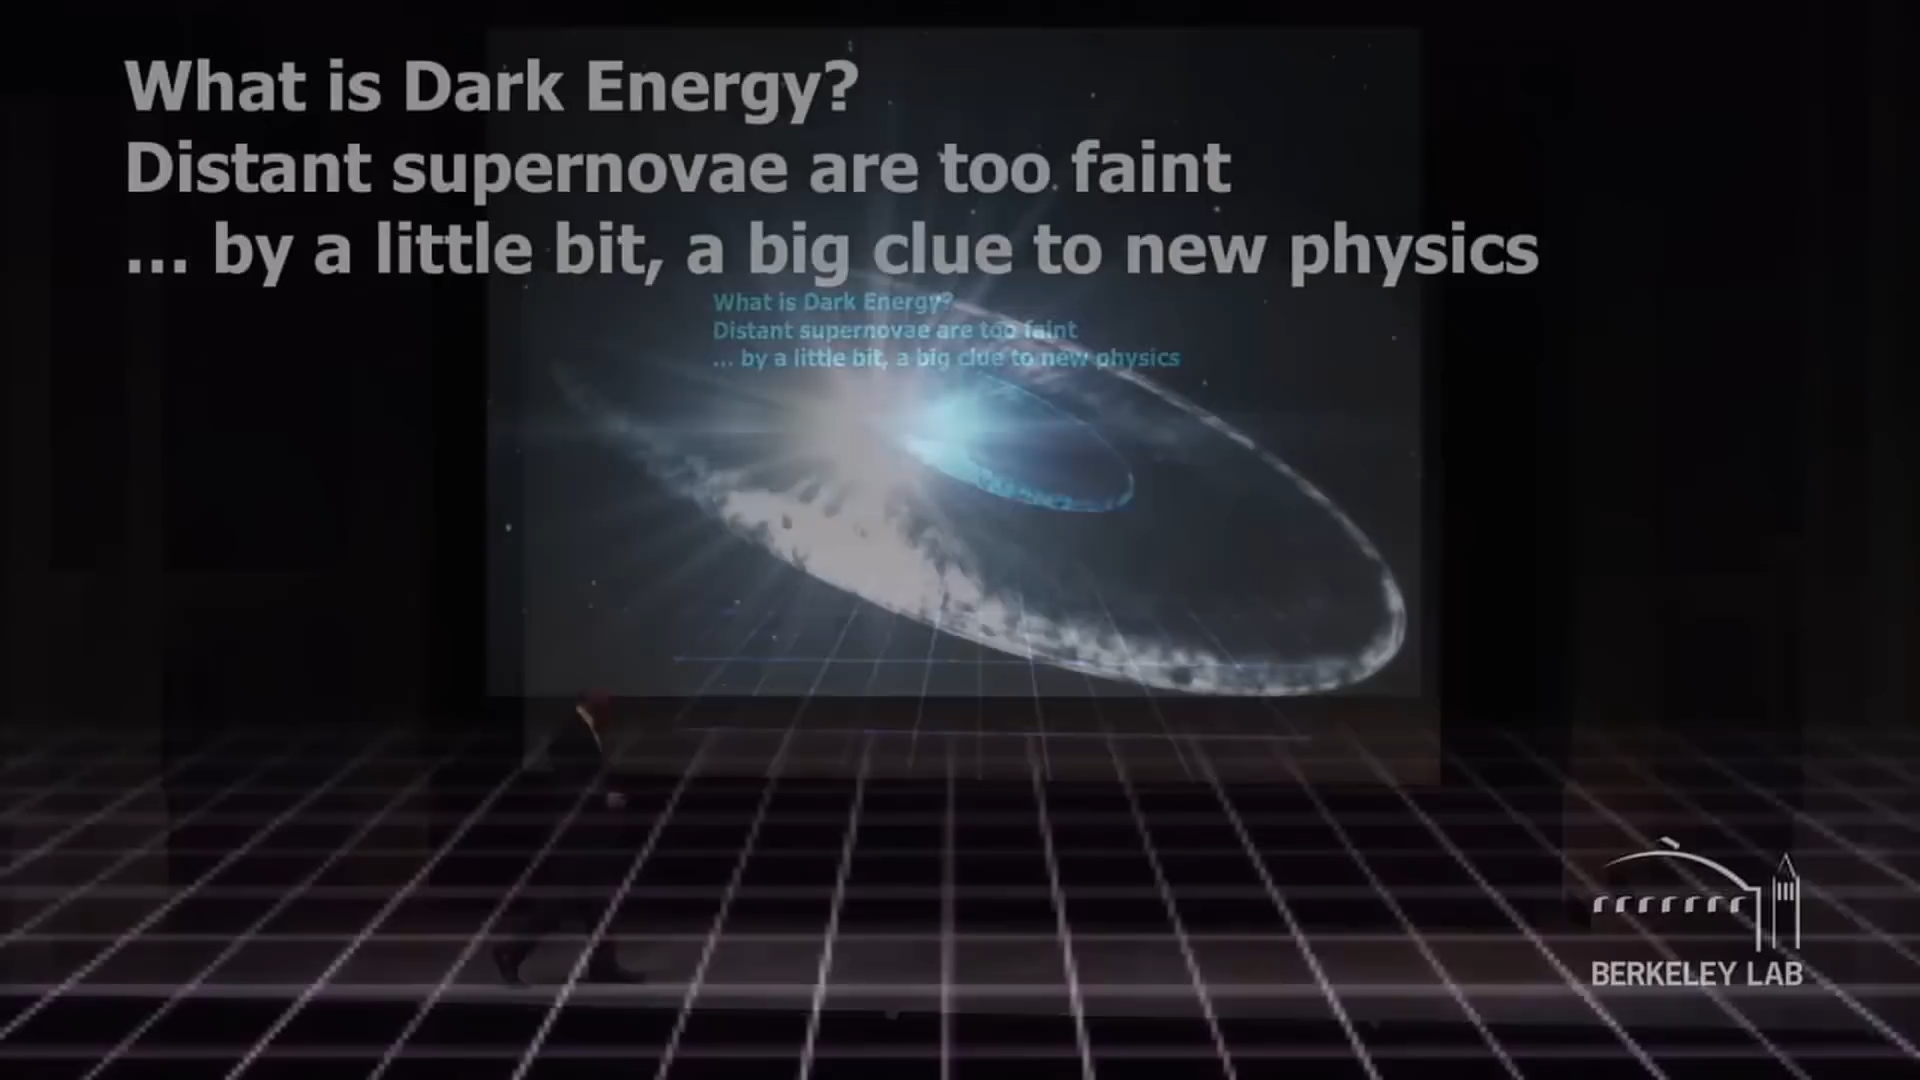 What is Dark Energy?
Distant supernovae are too faint
... by a little bit, a big clue to new physics
What is Dark Energy?
Distant supernovae are too faint
... by a little bit, a big clue to new physics
BERKELEY LAB